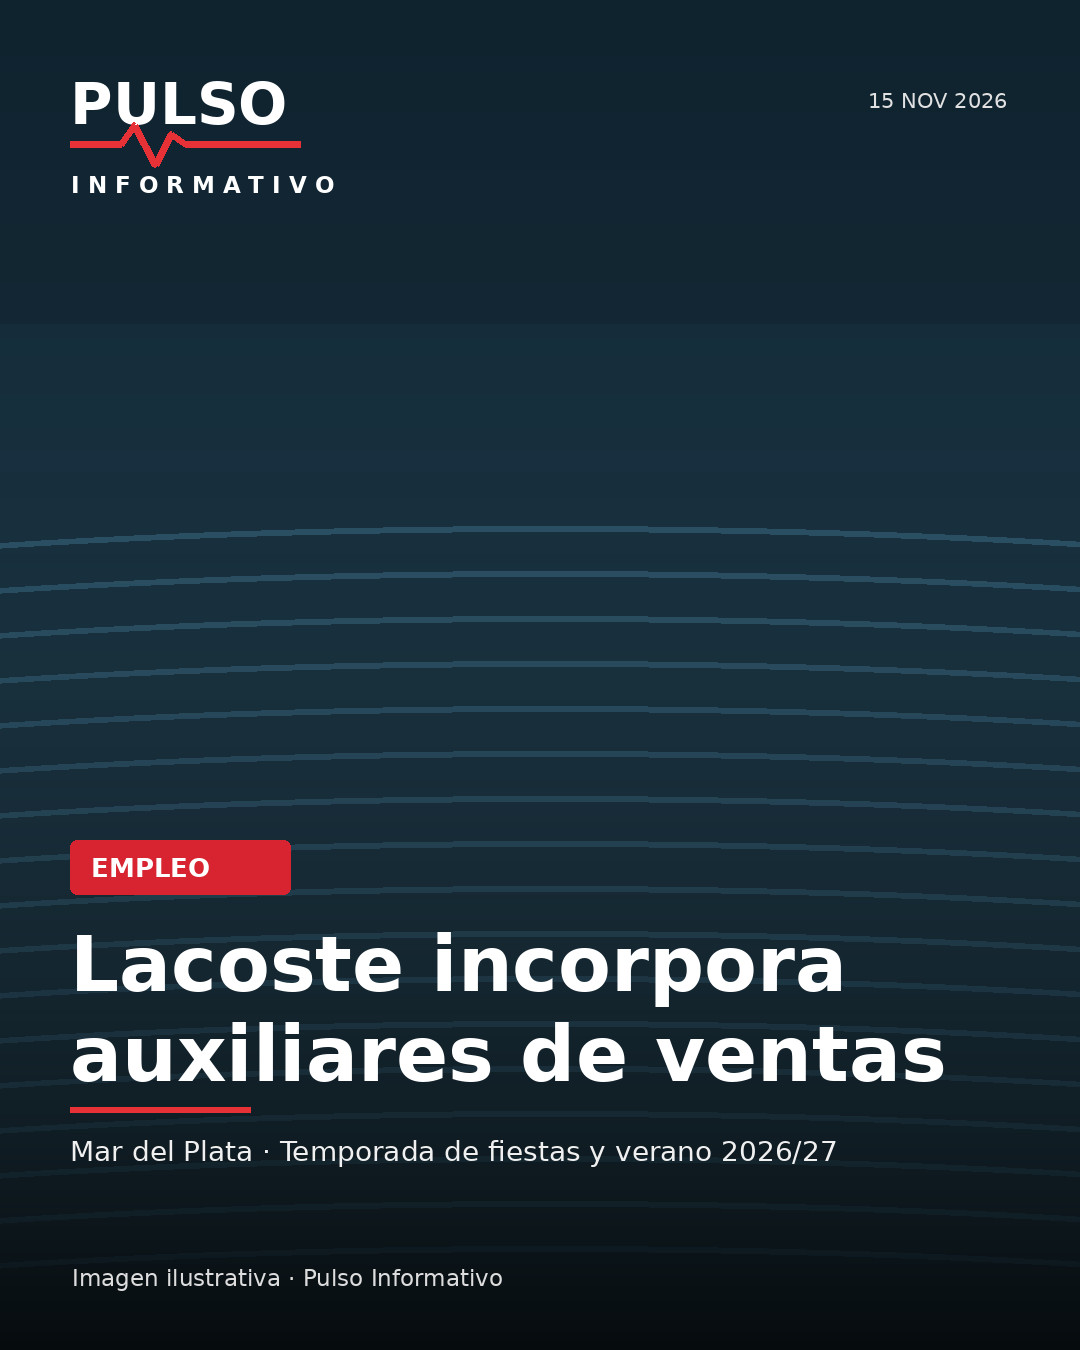 PULSO
INFORMATIVO
15 NOV 2026
EMPLEO
Lacoste incorpora
auxiliares de ventas
Mar del Plata · Temporada de fiestas y verano 2026/27
Imagen ilustrativa · Pulso Informativo